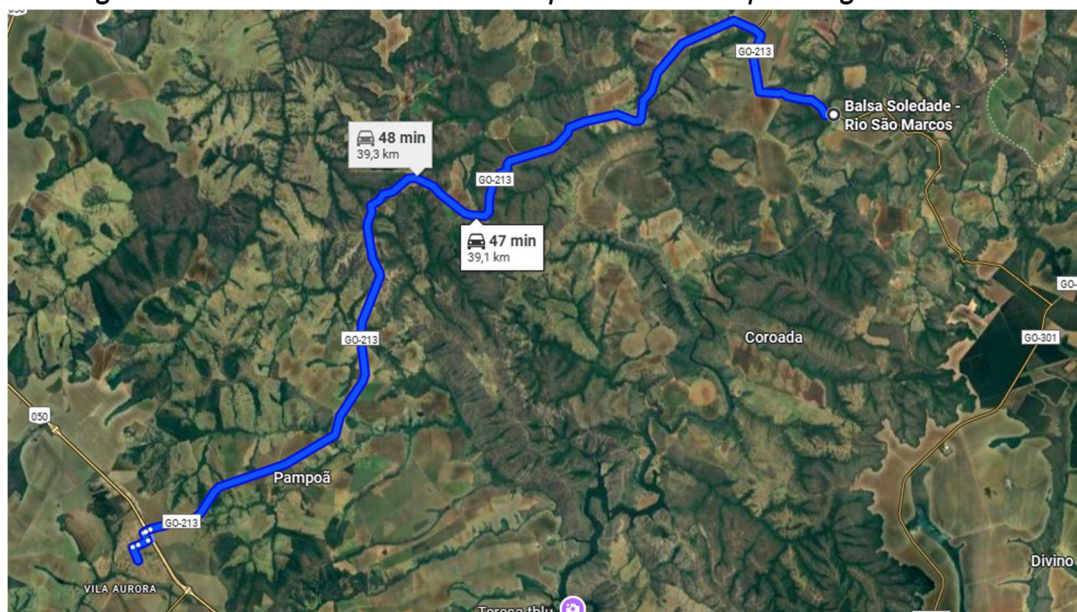 GO-213
Balsa Soledade -
Rio São Marcos
48 min
39,3 km
GO-213
47 min
39,1 km
GO-213
Coroada
GO-301
050
Pampoã
GO-213
Divino
VILA AURORA